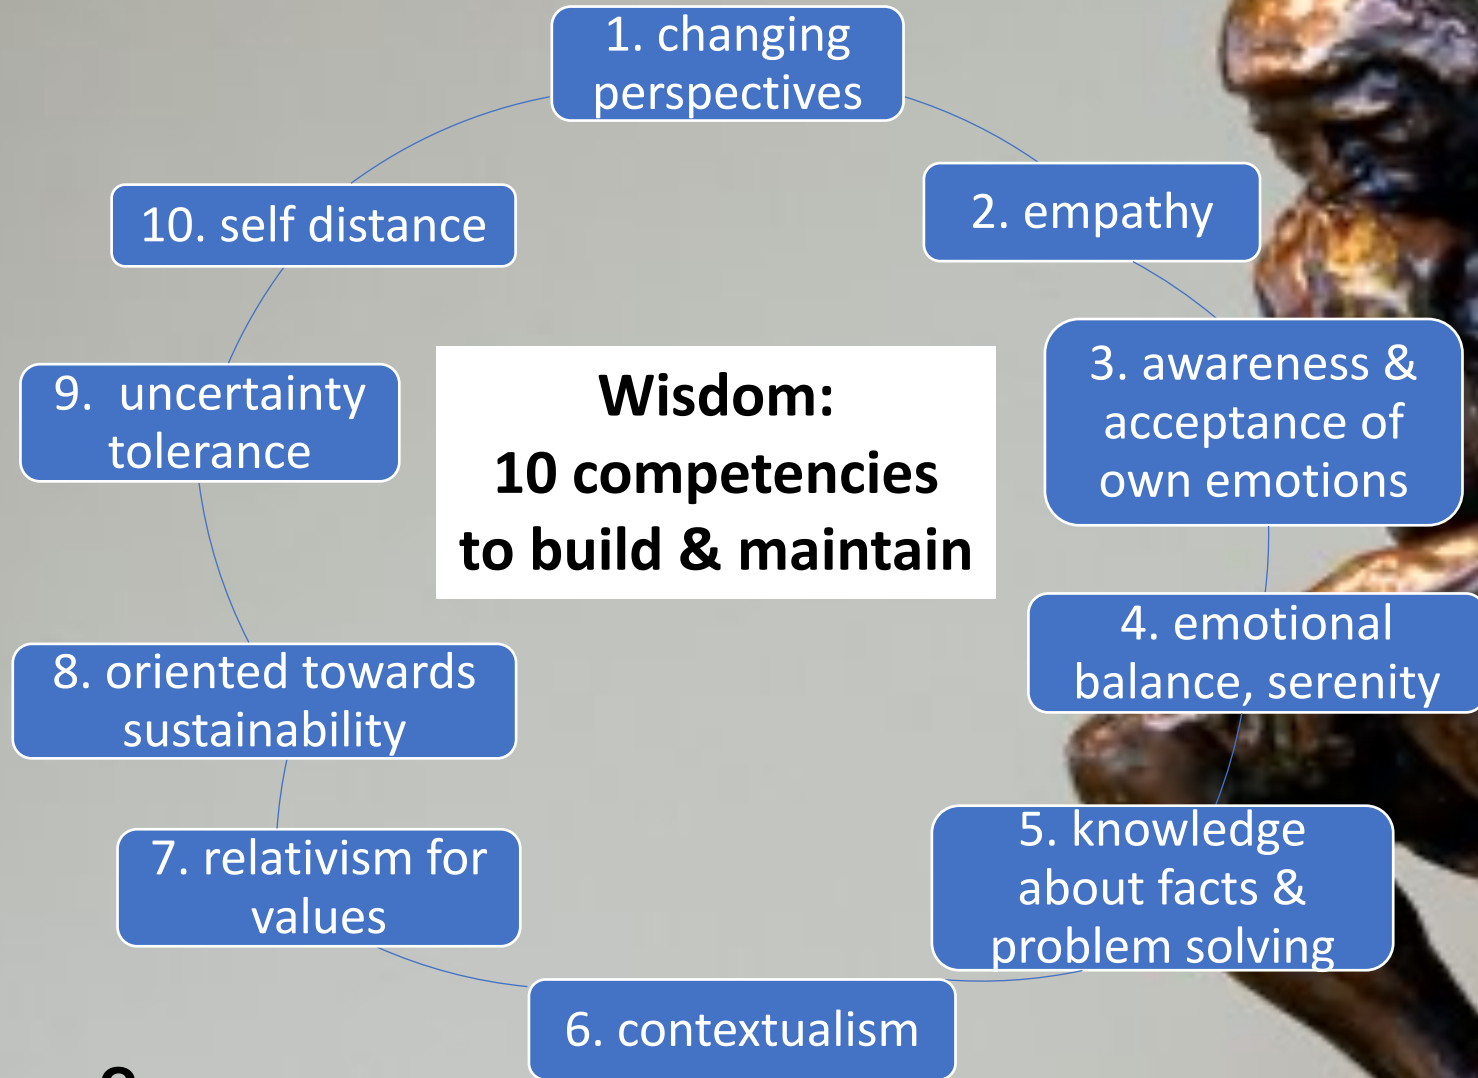 1. changing
perspectives
2. empathy
3. awareness &
acceptance of
own emotions
4. emotional
balance, serenity
5. knowledge
about facts &
problem solving
6. contextualism
7. relativism for
values
8. oriented towards
sustainability
9. uncertainty
tolerance
10. self distance
Wisdom:
10 competencies
to build & maintain